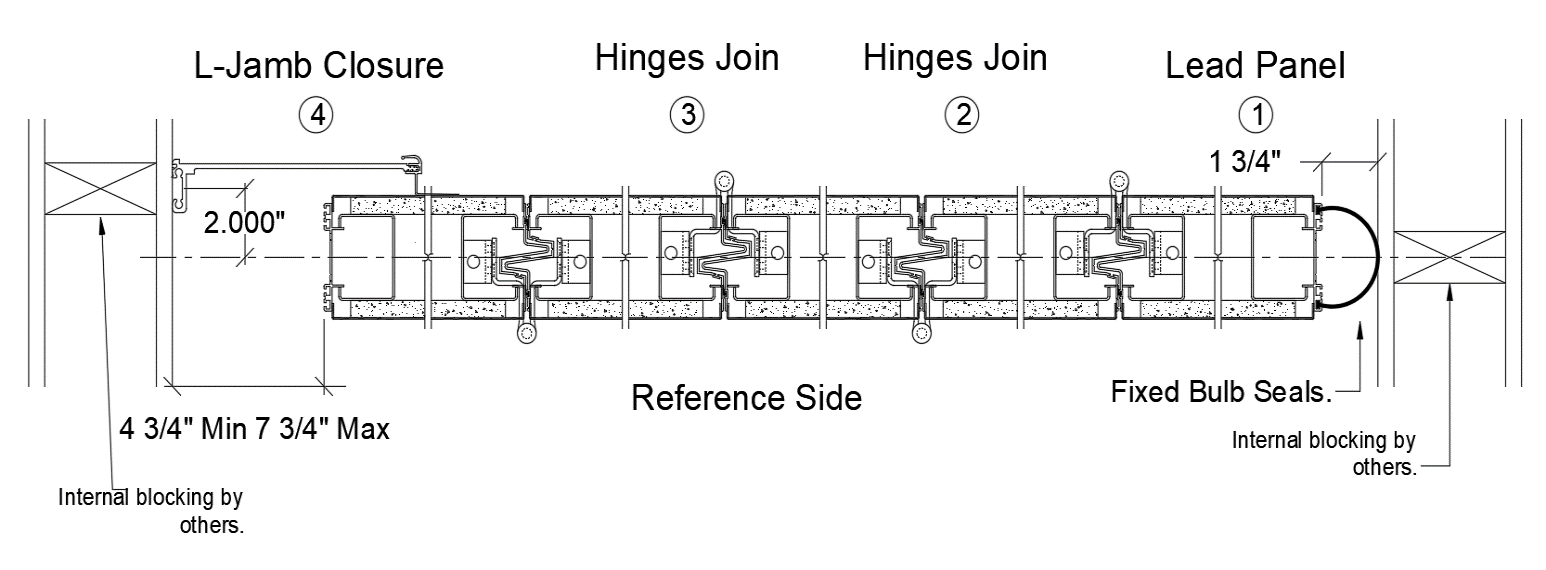 L-Jamb Closure
4
Hinges Join
3
Hinges Join
2
Lead Panel
1
1 3/4"
2.000"
4 3/4" Min 7 3/4" Max
Reference Side
Fixed Bulb Seals.
Internal blocking by
others.
Internal blocking by
others.